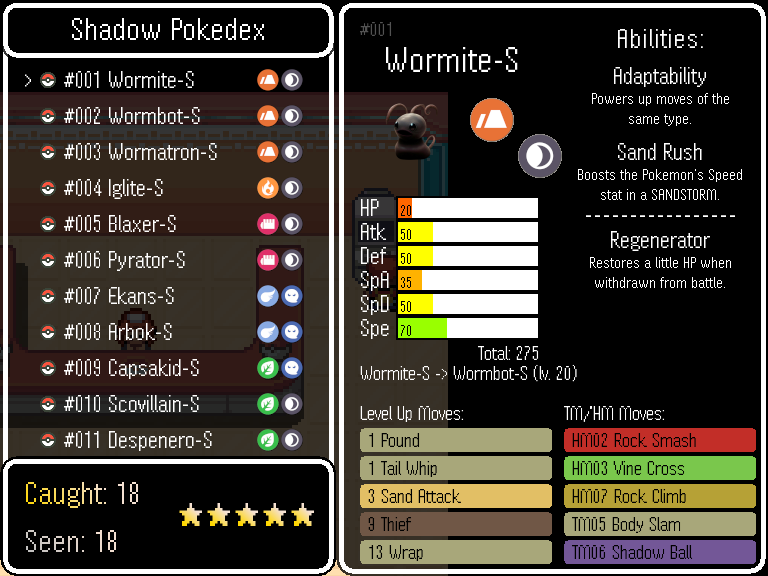 Shadow Pokedex
> #001 Wormite-S
#002 Wormbot-S
#003 Wormatron-S
#004 Iglite-S
#005 Blaxer-S
#006 Pyrator-S
#007 Ekans-S
#008 Arbok-S
#009 Capsakid-S
#010 Scovillain-S
#011 Despenero-S
Caught: 18
Seen: 18
#001
Wormite-S
HP 20
Atk 50
Def 50
SpA 35
SpD 50
Spe 70
Total: 275
Wormite-S -> Wormbot-S (lv. 20)
Abilities:
Adaptability
Powers up moves of the
same type.
Sand Rush
Boosts the Pokemon's Speed
stat in a SANDSTORM.
Regenerator
Restores a little HP when
withdrawn from battle.
Level Up Moves:
1 Pound
1 Tail Whip
3 Sand Attack
9 Thief
13 Wrap
TM/HM Moves:
HM02 Rock Smash
HM03 Vine Cross
HM07 Rock Climb
TM05 Body Slam
TM06 Shadow Ball